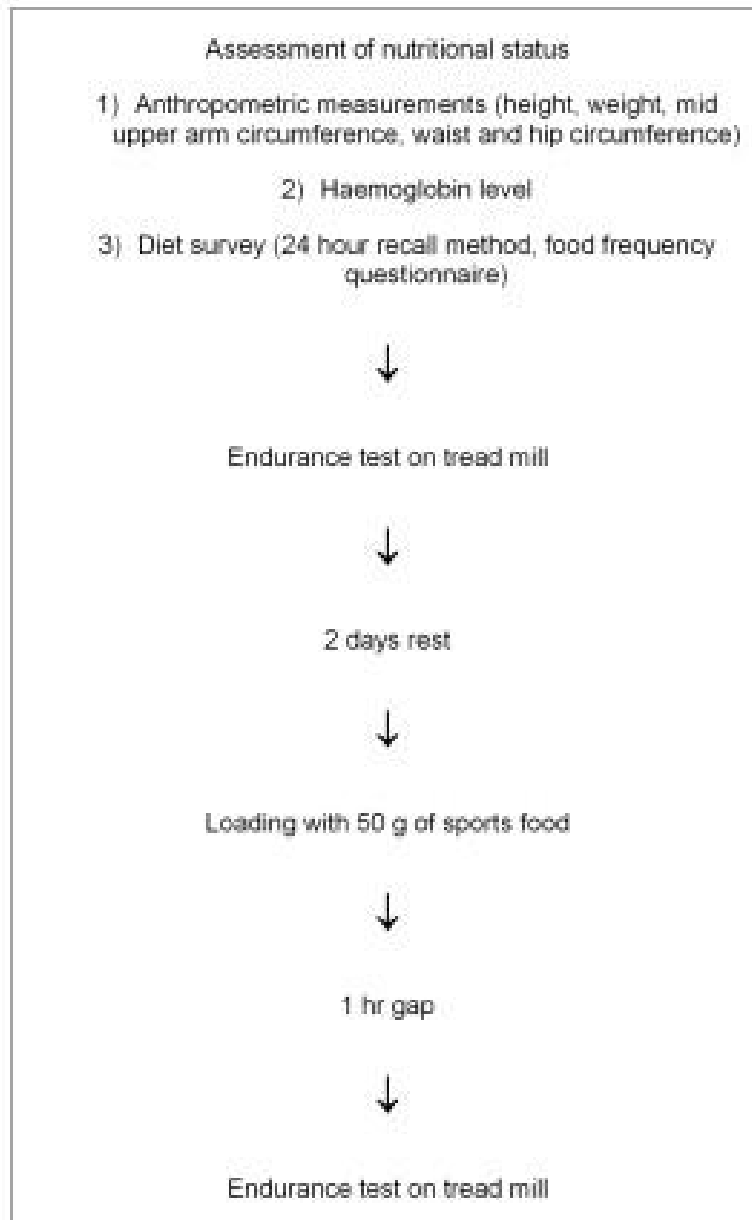 Assessment of nutritional status
1) Anthropometric measurements (height, weight, mid
upper arm circumference, waist and hip circumference)
2) Haemoglobin level
3) Diet survey (24 hour recall method, food frequency
questionnaire)
↓
Endurance test on tread mill
↓
2 days rest
↓
Loading with 50 g of sports food
↓
1 hr gap
↓
Endurance test on tread mill